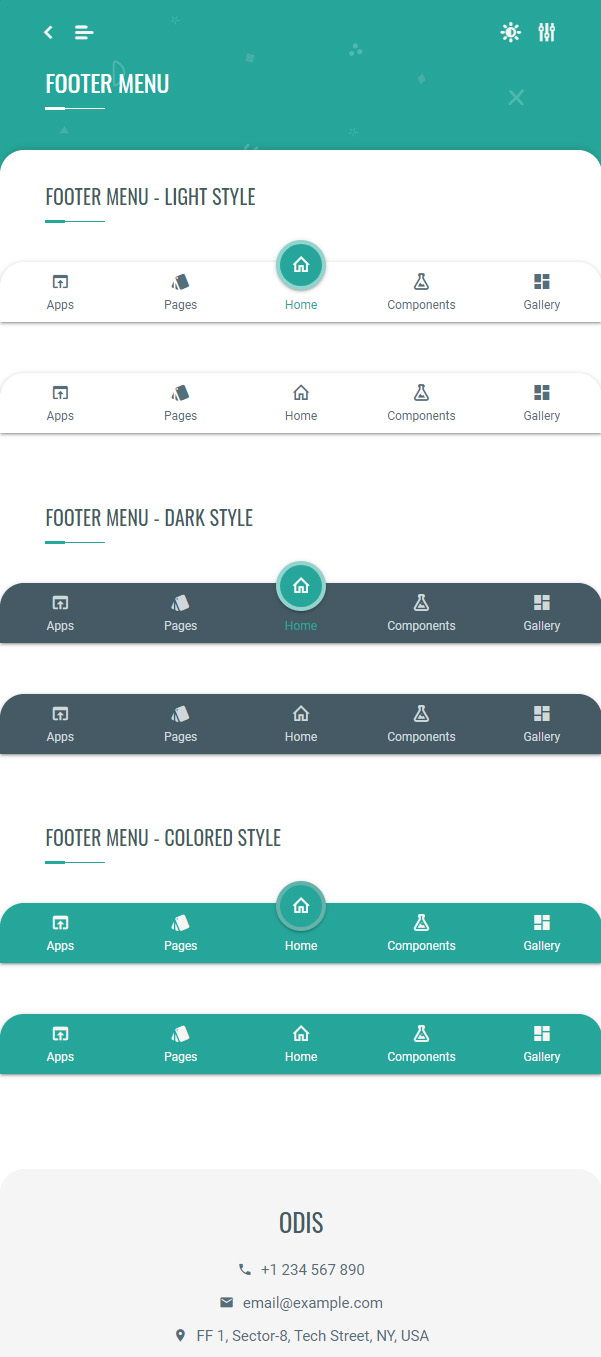 FOOTER MENU
FOOTER MENU - LIGHT STYLE
Apps Pages Home Components Gallery
Apps Pages Home Components Gallery
FOOTER MENU - DARK STYLE
Apps Pages Home Components Gallery
Apps Pages Home Components Gallery
FOOTER MENU - COLORED STYLE
Apps Pages Home Components Gallery
Apps Pages Home Components Gallery
ODIS
+1 234 567 890
email@example.com
FF 1, Sector-8, Tech Street, NY, USA